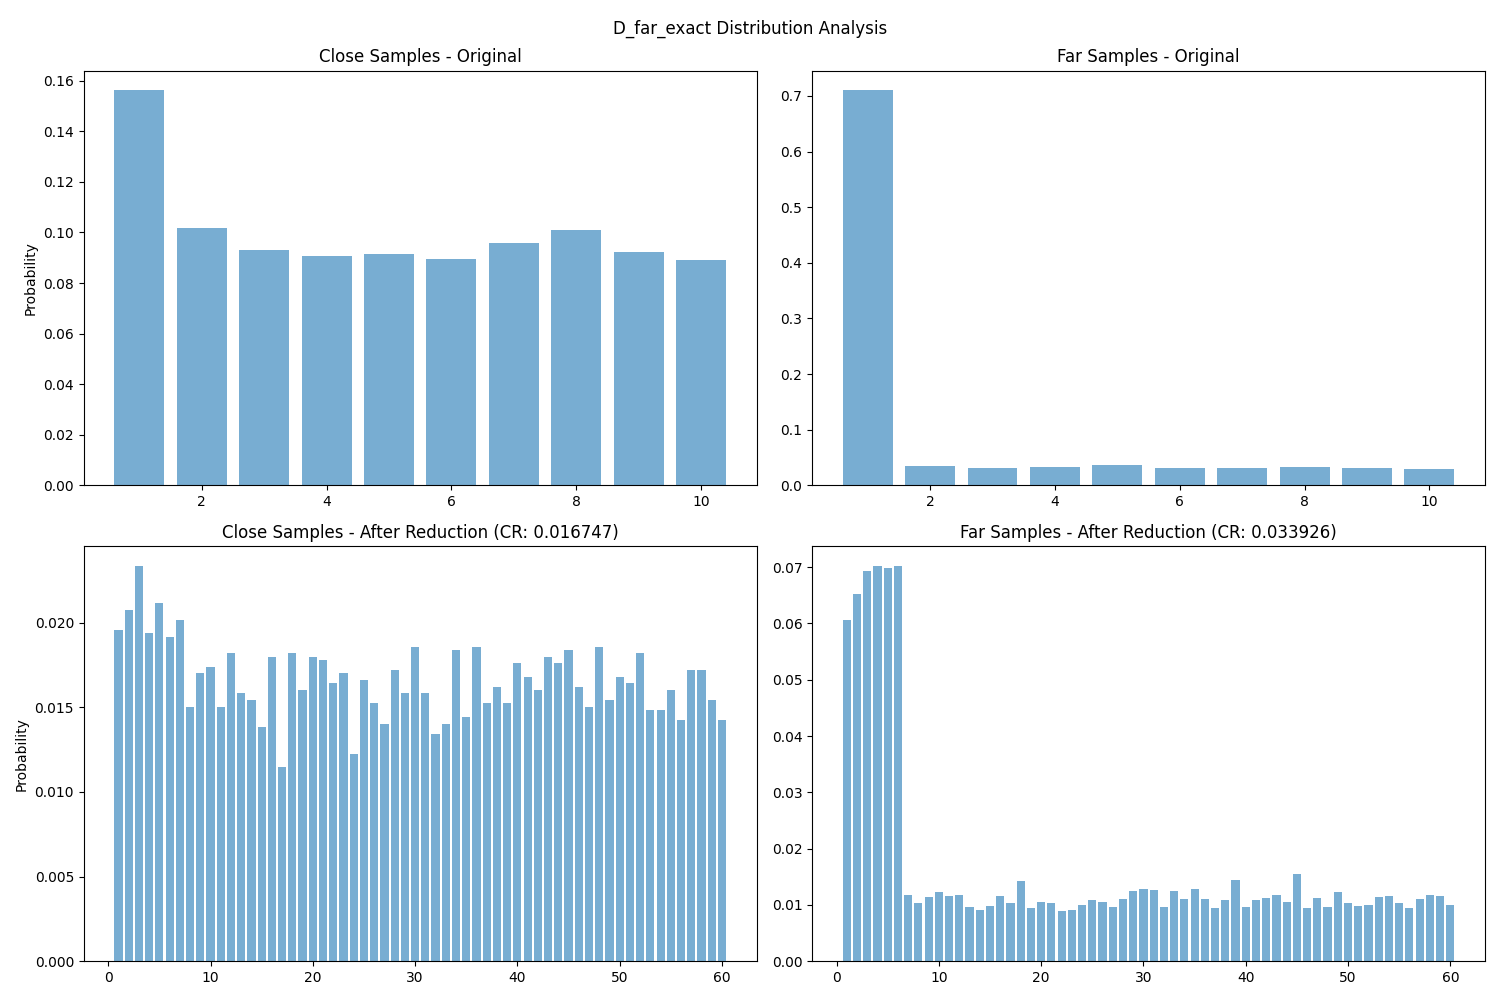 D_far_exact Distribution Analysis
Close Samples - Original
Far Samples - Original
Probability
0.16
0.14
0.12
0.10
0.08
0.06
0.04
0.02
0.00
2 4 6 8 10
0.7
0.6
0.5
0.4
0.3
0.2
0.1
0.0
2 4 6 8 10
Close Samples - After Reduction (CR: 0.016747)
Far Samples - After Reduction (CR: 0.033926)
Probability
0.020
0.015
0.010
0.005
0.000
0 10 20 30 40 50 60
0.07
0.06
0.05
0.04
0.03
0.02
0.01
0.00
0 10 20 30 40 50 60